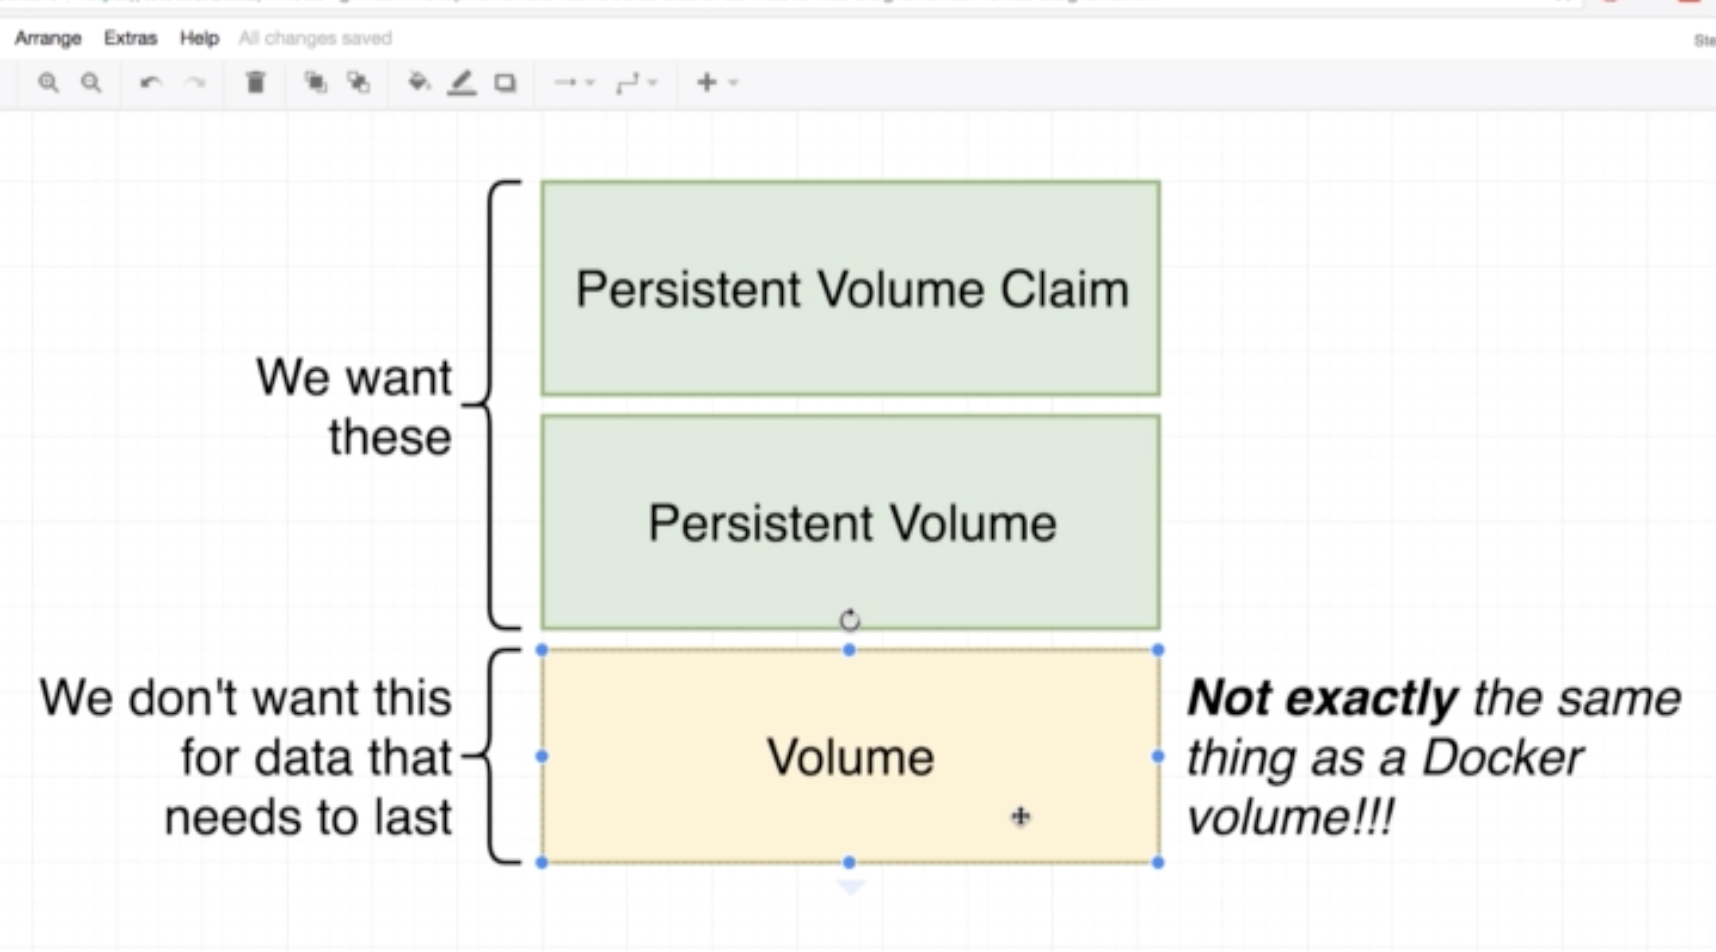 Arrange Extras Help All changes saved
Persistent Volume Claim
We want
these
Persistent Volume
We don't want this
for data that
needs to last
Volume
Not exactly the same
thing as a Docker
volume!!!